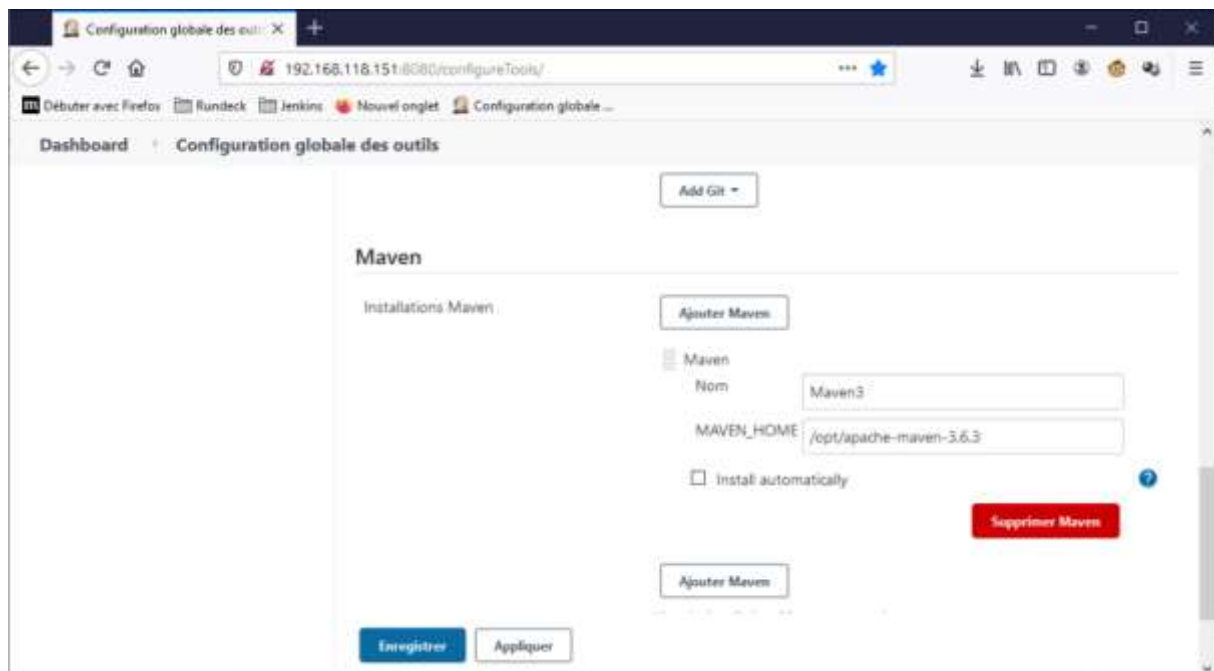 Configuration globale des outi
192.168.118.151:8080/configureTools/
Débuter avec Firefox Rundeck Jenkins Nouvel onglet Configuration globale ...
Dashboard Configuration globale des outils
Add Git
Maven
Installations Maven
Ajouter Maven
Maven
Nom
Maven3
MAVEN_HOME
/opt/apache-maven-3.6.3
Install automatically
Supprimer Maven
Ajouter Maven
Enregistrer Appliquer